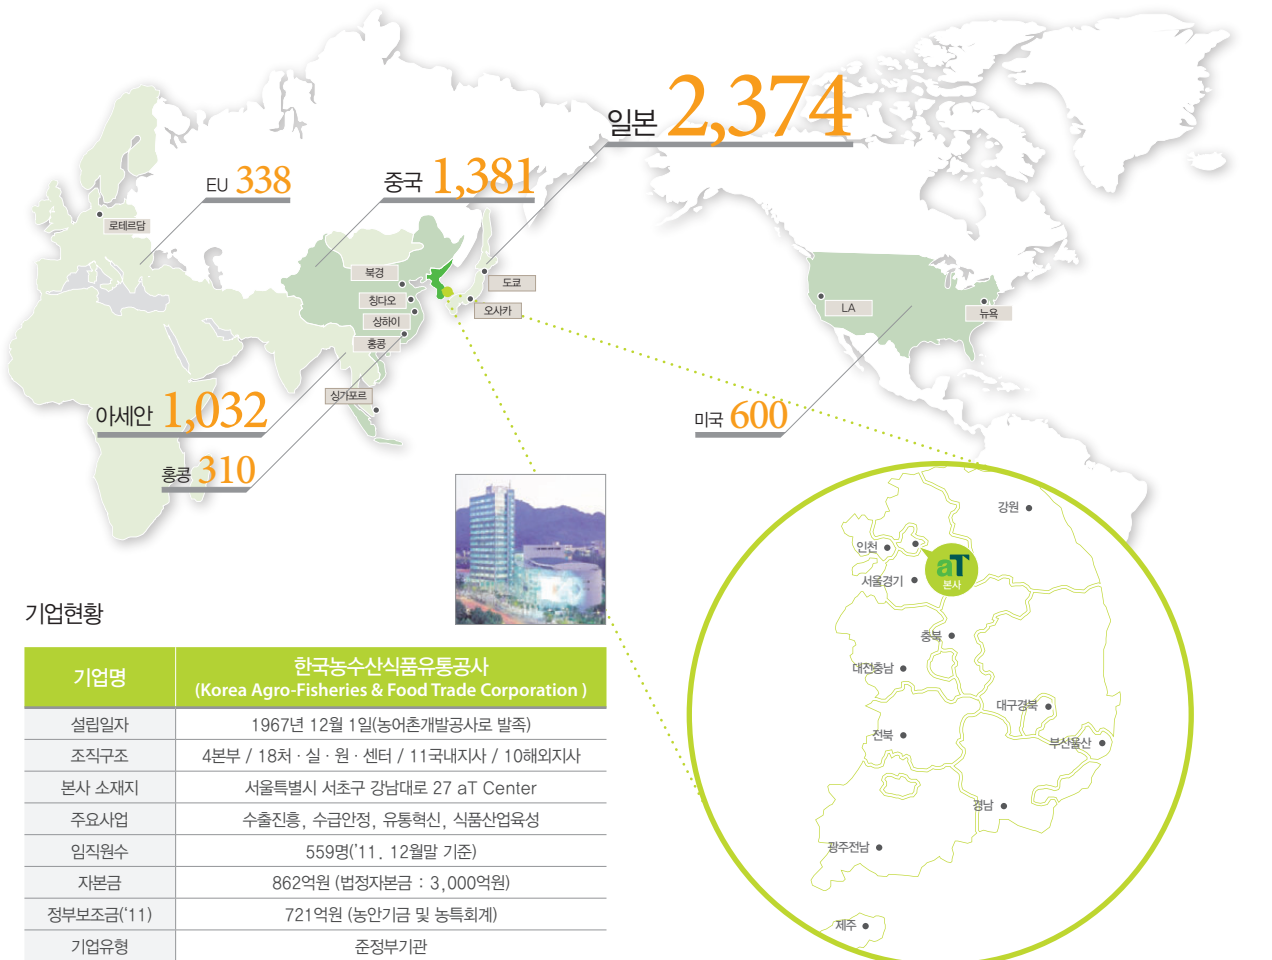 일본 2,374
EU 338
중국 1,381
로테르담
북경
칭다오
상하이
홍콩
싱가포르
도쿄
오사카
LA
뉴욕
아세안 1,032
홍콩 310
미국 600
강원
인천
aT
본사
서울경기
충북
대전충남
대구경북
전북
부산울산
경남
광주전남
제주
기업현황
기업명 한국농수산식품유통공사
(Korea Agro-Fisheries & Food Trade Corporation )
설립일자 1967년 12월 1일(농어촌개발공사로 발족)
조직구조 4본부 / 18처 · 실 · 원 · 센터 / 11국내지사 / 10해외지사
본사 소재지 서울특별시 서초구 강남대로 27 aT Center
주요사업 수출진흥, 수급안정, 유통혁신, 식품산업육성
임직원수 559명('11. 12월말 기준)
자본금 862억원 (법정자본금 : 3,000억원)
정부보조금('11) 721억원 (농안기금 및 농특회계)
기업유형 준정부기관